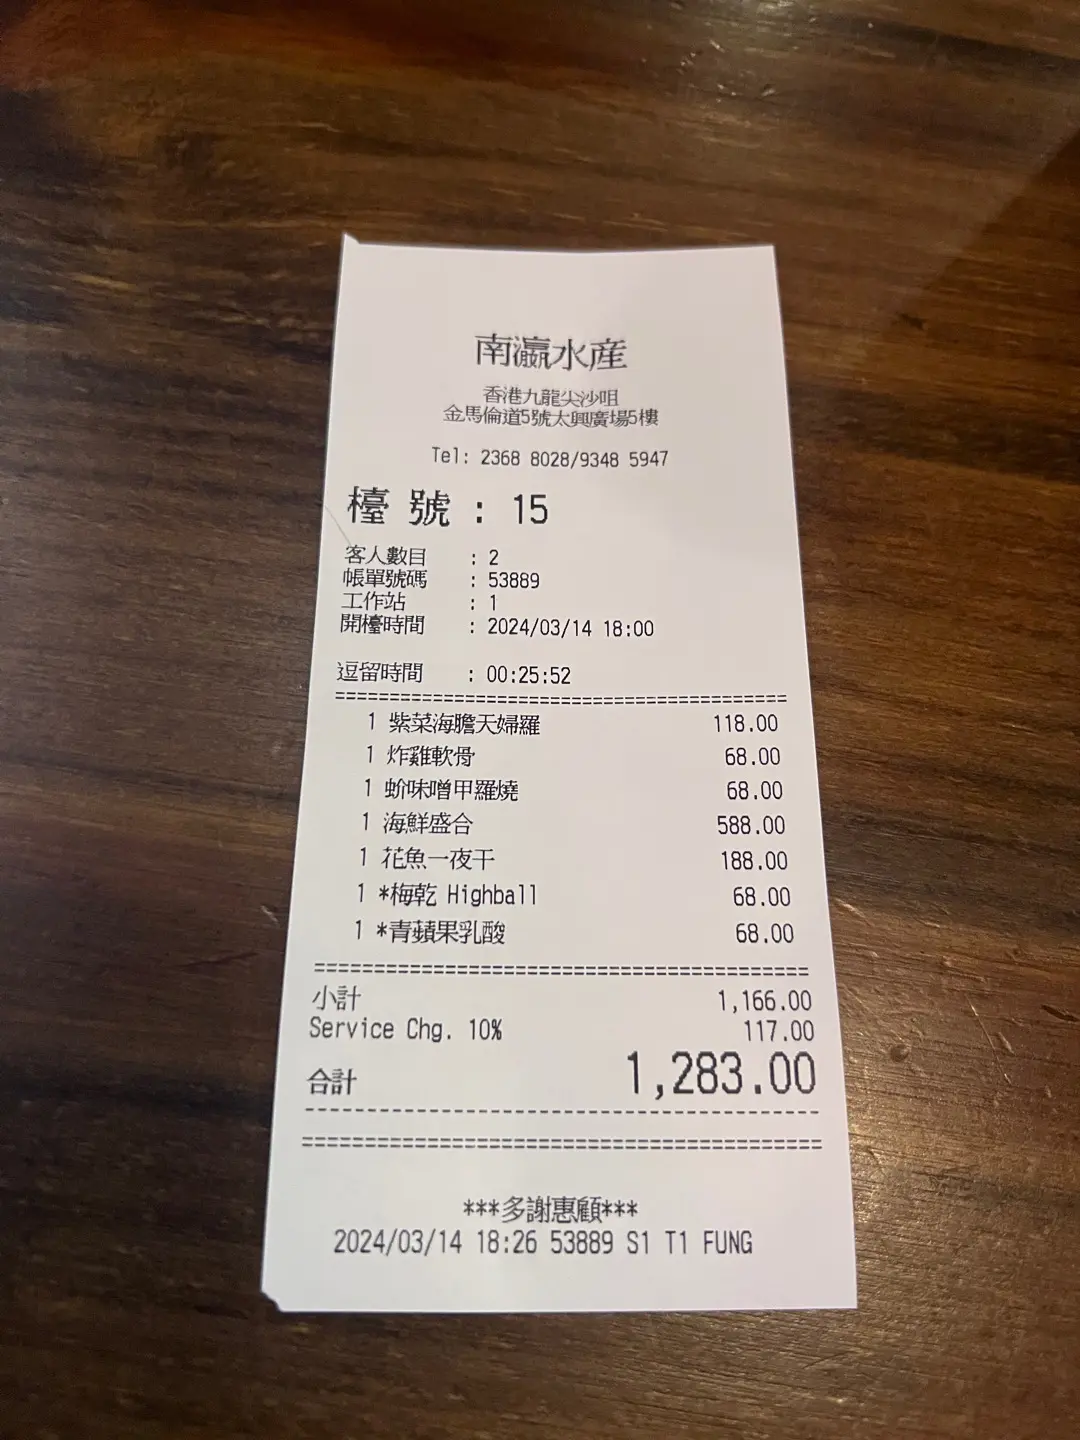 南瀛水産
香港九龍尖沙咀
金馬倫道5號太興廣場5樓
Tel: 2368 8028/9348 5947
檯 號 : 15
客人數目 : 2
帳單號碼 : 53889
工作站 : 1
開檯時間 : 2024/03/14 18:00
逗留時間 : 00:25:52
1 紫菜海膽天婦羅 118.00
1 炸雞軟骨 68.00
1 蚧味噌甲羅燒 68.00
1 海鮮盛合 588.00
1 花魚一夜干 188.00
1 *梅乾 Highball 68.00
1 *青蘋果乳酸 68.00
小計 1,166.00
Service Chg. 10% 117.00
合計 1,283.00
***多謝惠顧***
2024/03/14 18:26 53889 S1 T1 FUNG